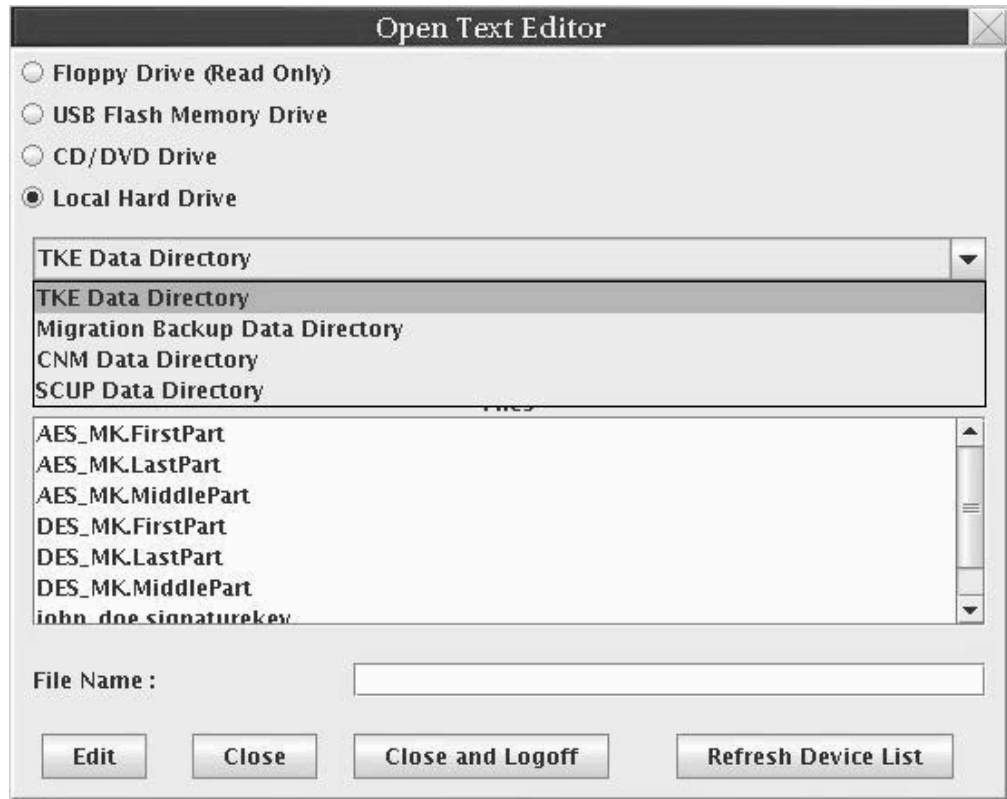 Open Text Editor
Floppy Drive (Read Only)
USB Flash Memory Drive
CD/DVD Drive
Local Hard Drive
TKE Data Directory
TKE Data Directory
Migration Backup Data Directory
CNM Data Directory
SCUP Data Directory
AES_MK.FirstPart
AES_MK.LastPart
AES_MK.MiddlePart
DES_MK.FirstPart
DES_MK.LastPart
DES_MK.MiddlePart
john_doe signaturekey
File Name :
Edit Close Close and Logoff Refresh Device List